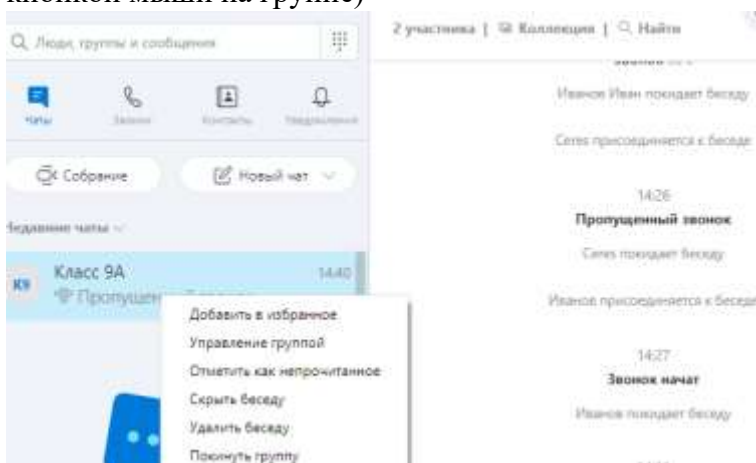 кнопкой мыши на группе)
Люди, группы и сообщения
Чаты
Звонки
Контакты
Уведомления
Собрание
Новый чат
Недавние чаты
К9
Класс 9А
14:40
Пропущен
Добавить в избранное
Управление группой
Отметить как непрочитанное
Скрыть беседу
Удалить беседу
Покинуть группу
2 участника | Коллекция | Найти
Иванов Иван покидает беседу
Ceres присоединяется к беседе
14:26
Пропущенный звонок
Ceres покидает беседу
Иванов присоединяется к беседе
14:27
Звонок начат
Иванов покидает беседу